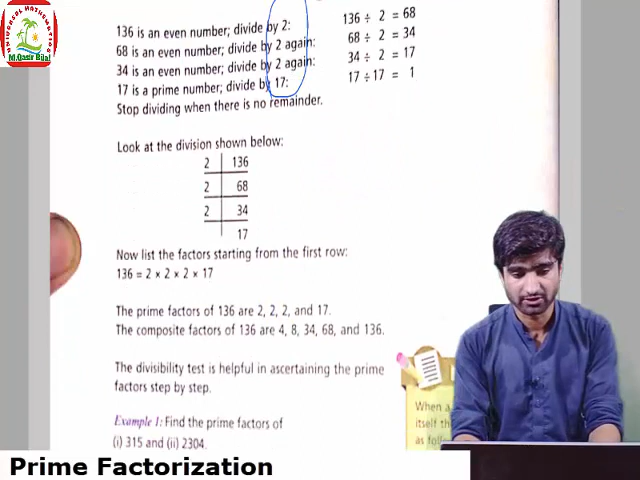 UNIVERSAL MATHEMATICS
M.Qasir Bilal
136 is an even number; divide by 2: 136 ÷ 2 = 68
68 is an even number; divide by 2 again: 68 ÷ 2 = 34
34 is an even number; divide by 2 again: 34 ÷ 2 = 17
17 is a prime number; divide by 17: 17 ÷ 17 = 1
Stop dividing when there is no remainder.
Look at the division shown below:
2 136
2 68
2 34
17
Now list the factors starting from the first row:
136 = 2 × 2 × 2 × 17
The prime factors of 136 are 2, 2, 2, and 17.
The composite factors of 136 are 4, 8, 34, 68, and 136.
The divisibility test is helpful in ascertaining the prime
factors step by step.
Example 1: Find the prime factors of
(i) 315 and (ii) 2304.
When a
itself th
as follo
Prime Factorization